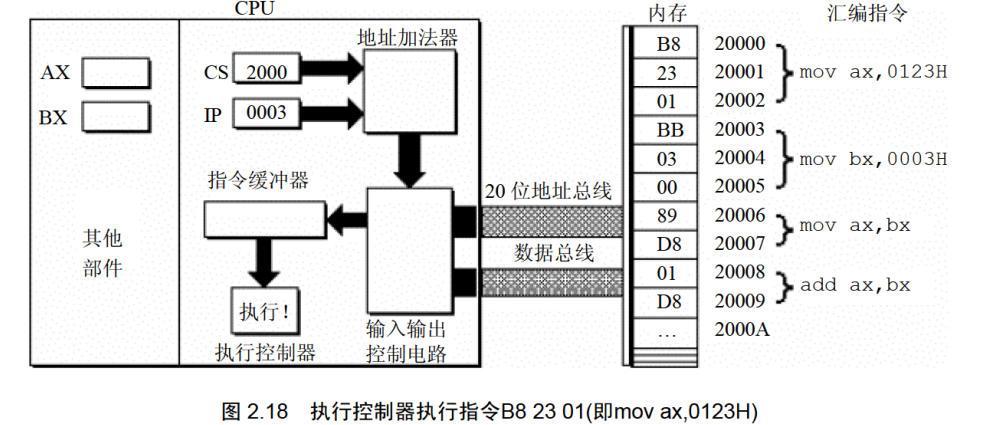 CPU
内存
汇编指令
地址加法器
AX
BX
CS 2000
IP 0003
指令缓冲器
其他
部件
执行！
执行控制器
输入输出
控制电路
20 位地址总线
数据总线
B8 20000
23 20001 mov ax,0123H
01 20002
BB 20003
03 20004 mov bx,0003H
00 20005
89 20006
mov ax,bx
D8 20007
01 20008
add ax,bx
D8 20009
… 2000A
图 2.18 执行控制器执行指令B8 23 01(即mov ax,0123H)